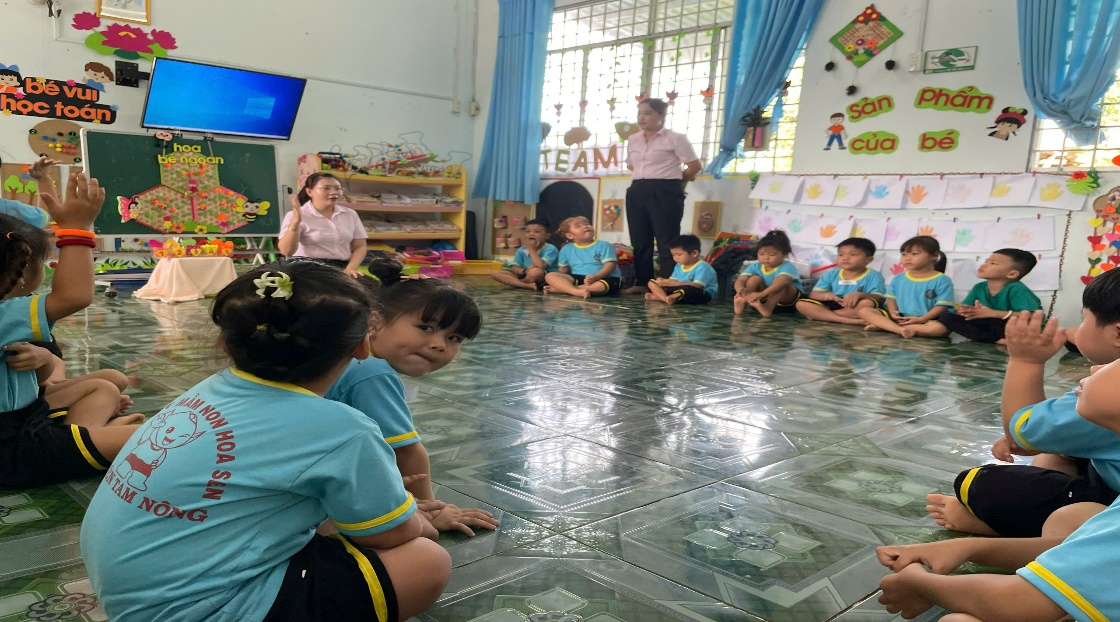 bé vui
học toán
hoa
bé ngoan
TEAM
sản phẩm
của bé
MẦM NON HOA SEN
TAM NÔNG